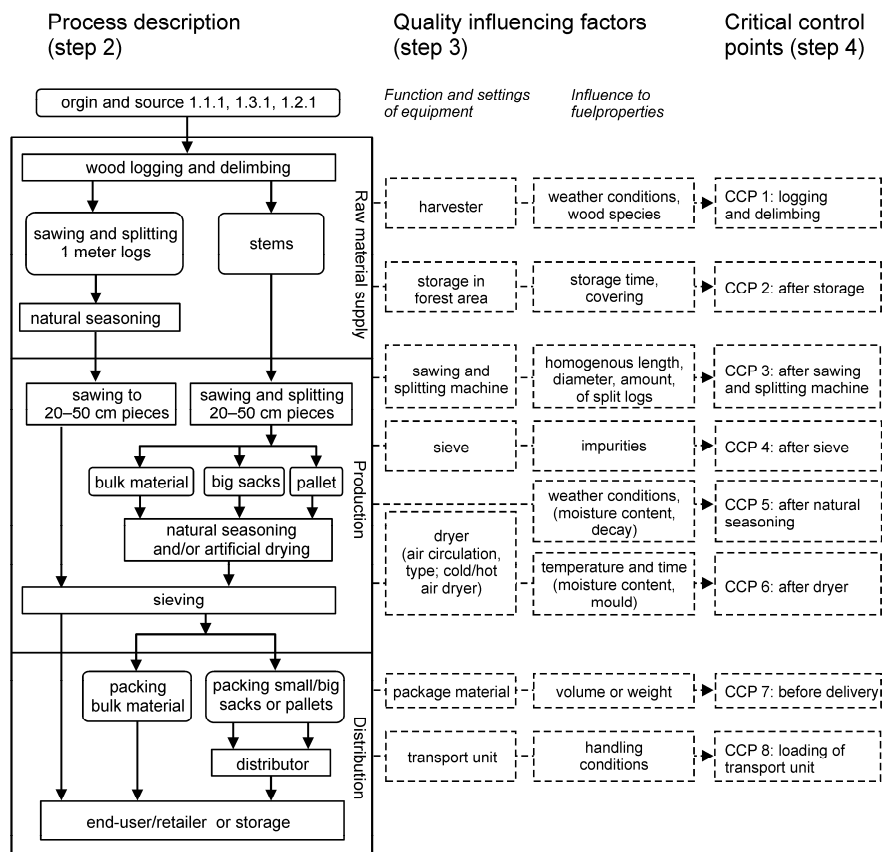 Process description
(step 2)
Quality influencing factors
(step 3)
Critical control
points (step 4)
Function and settings
of equipment
Influence to
fuelproperties
orgin and source 1.1.1, 1.3.1, 1.2.1
wood logging and delimbing
sawing and splitting
1 meter logs
stems
natural seasoning
Raw material supply
harvester
weather conditions,
wood species
CCP 1: logging
and delimbing
storage in
forest area
storage time,
covering
CCP 2: after storage
sawing to
20–50 cm pieces
sawing and splitting
20–50 cm pieces
bulk material
big sacks
pallet
natural seasoning
and/or artificial drying
sieving
Production
sawing and
splitting machine
homogenous length,
diameter, amount,
of split logs
CCP 3: after sawing
and splitting machine
sieve
impurities
CCP 4: after sieve
weather conditions,
(moisture content,
decay)
CCP 5: after natural
seasoning
dryer
(air circulation,
type; cold/hot
air dryer)
temperature and time
(moisture content,
mould)
CCP 6: after dryer
packing
bulk material
packing small/big
sacks or pallets
distributor
end-user/retailer or storage
Distribution
package material
volume or weight
CCP 7: before delivery
transport unit
handling
conditions
CCP 8: loading of
transport unit